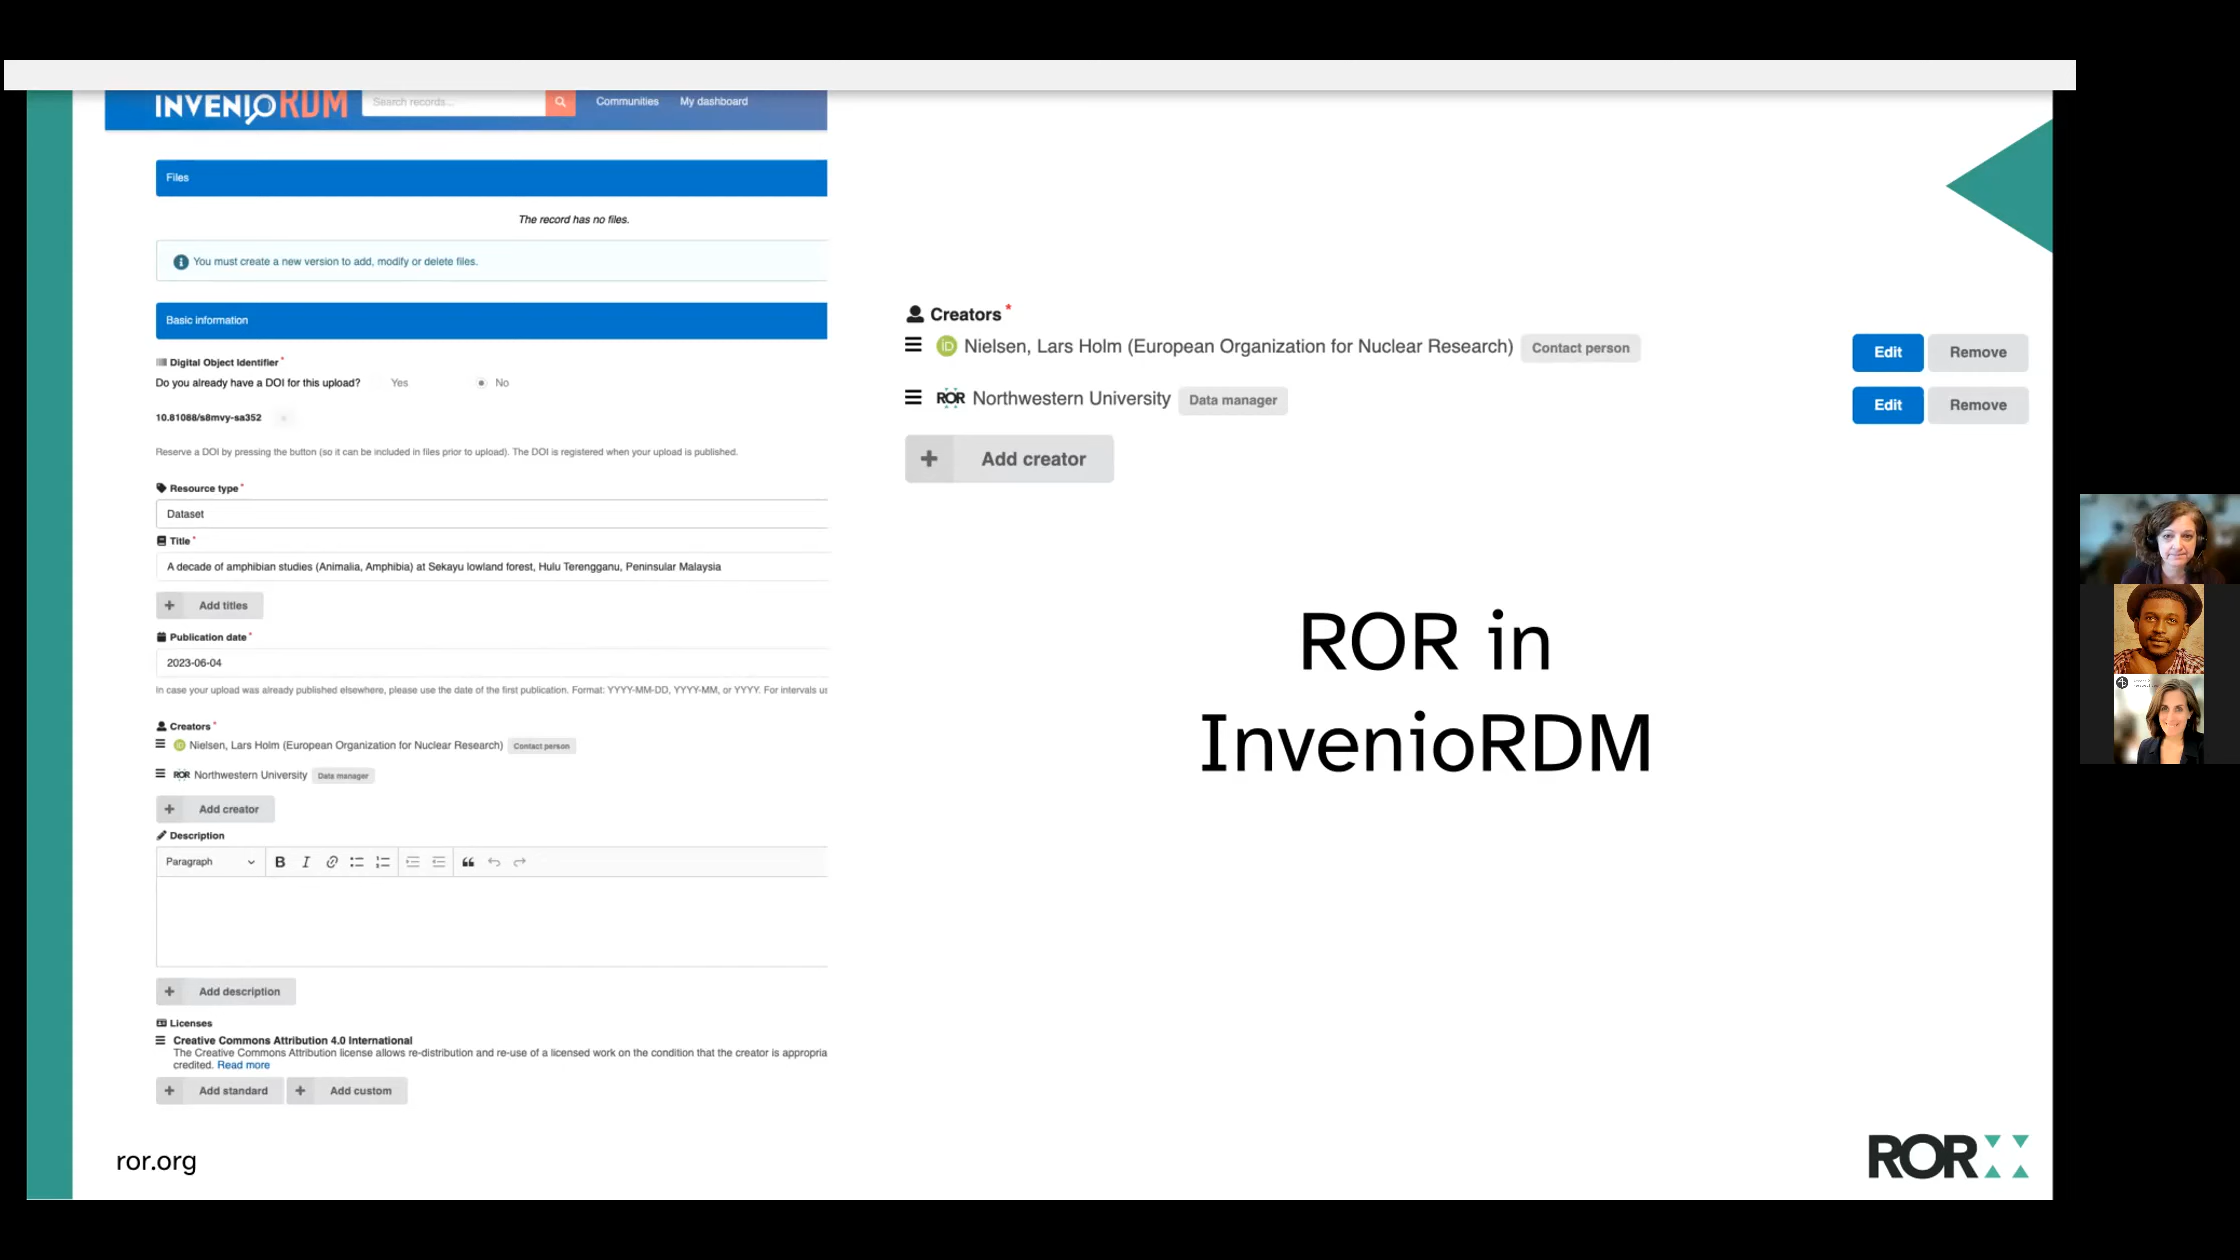 INVENIORDM
Search records...
Communities
My dashboard
Files
The record has no files.
You must create a new version to add, modify or delete files.
Basic information
Digital Object Identifier *
Do you already have a DOI for this upload? Yes No
10.81088/s8mvy-sa352
Reserve a DOI by pressing the button (so it can be included in files prior to upload). The DOI is registered when your upload is published.
Resource type *
Dataset
Title *
A decade of amphibian studies (Animalia, Amphibia) at Sekayu lowland forest, Hulu Terengganu, Peninsular Malaysia
Add titles
Publication date *
2023-06-04
In case your upload was already published elsewhere, please use the date of the first publication. Format: YYYY-MM-DD, YYYY-MM, or YYYY. For intervals us
Creators *
iD Nielsen, Lars Holm (European Organization for Nuclear Research) Contact person
ROR Northwestern University Data manager
Add creator
Description
Paragraph B I
Add description
Licenses
Creative Commons Attribution 4.0 International
The Creative Commons Attribution license allows re-distribution and re-use of a licensed work on the condition that the creator is appropria
credited. Read more
Add standard
Add custom
Creators *
iD Nielsen, Lars Holm (European Organization for Nuclear Research) Contact person Edit Remove
ROR Northwestern University Data manager Edit Remove
Add creator
ROR in
InvenioRDM
ror.org
ROR